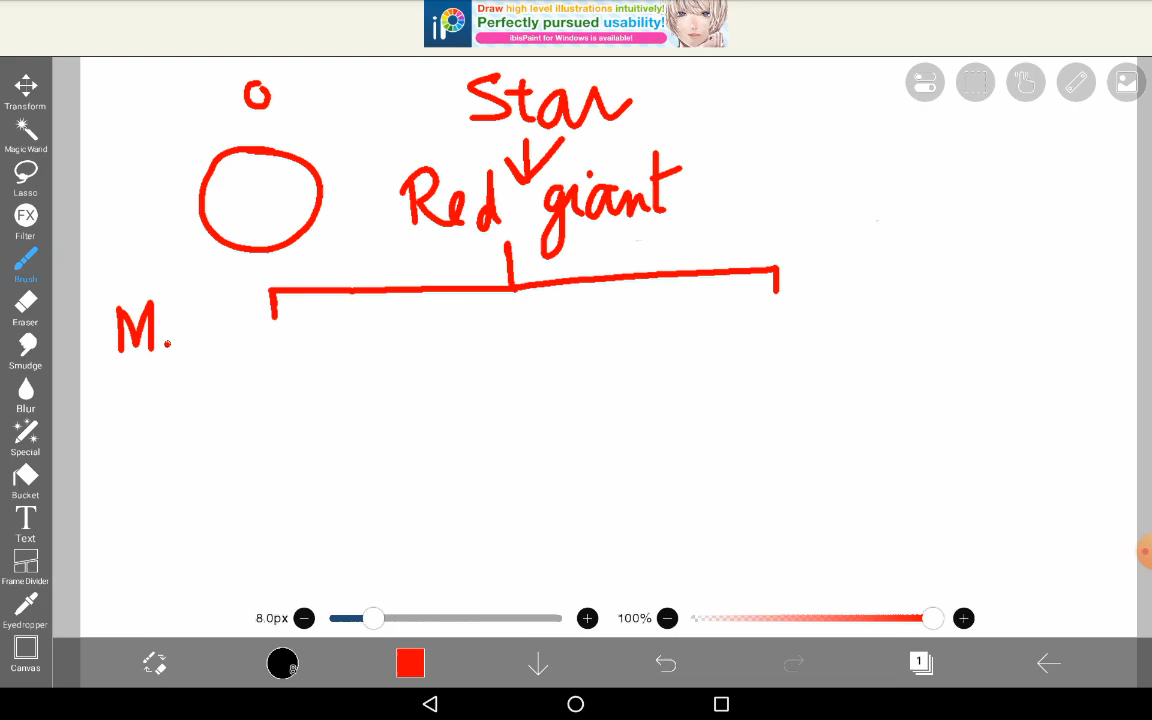 Draw high level illustrations intuitively!
Perfectly pursued usability!
ibisPaint for Windows is available!
iP
Star
Red giant
M.
Transform
Magic Wand
Lasso
FX
Filter
Brush
Eraser
Smudge
Blur
Special
Bucket
T
Text
Frame Divider
Eyedropper
Canvas
8.0px
100%
1